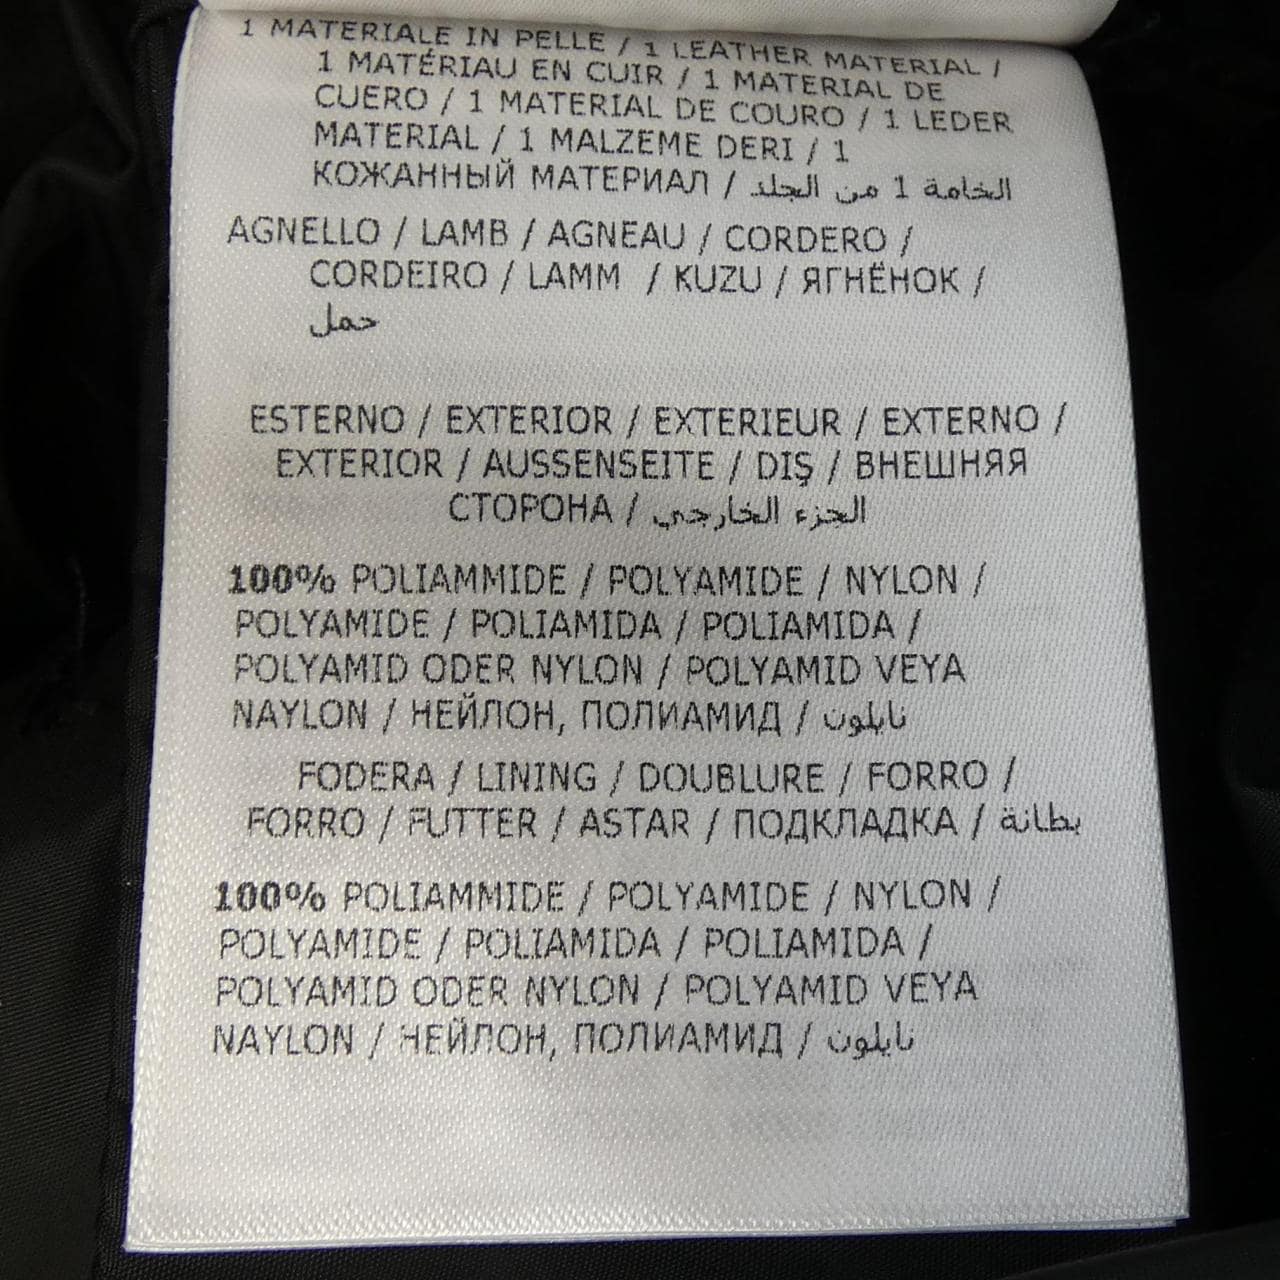 1 MATERIALE IN PELLE / 1 LEATHER MATERIAL /
1 MATÉRIAU EN CUIR / 1 MATERIAL DE
CUERO / 1 MATERIAL DE COURO / 1 LEDER
MATERIAL / 1 MALZEME DERI / 1
КОЖАННЫЙ МАТЕРИАЛ / الخامة 1 من الجلد
AGNELLO / LAMB / AGNEAU / CORDERO /
CORDEIRO / LAMM / KUZU / ЯГНЁНОК /
حمل
ESTERNO / EXTERIOR / EXTERIEUR / EXTERNO /
EXTERIOR / AUSSENSEITE / DIŞ / ВНЕШНЯЯ
СТОРОНА / الجزء الخارجي
100% POLIAMMIDE / POLYAMIDE / NYLON /
POLYAMIDE / POLIAMIDA / POLIAMIDA /
POLYAMID ODER NYLON / POLYAMID VEYA
NAYLON / НЕЙЛОН, ПОЛИАМИД / نايلون
FODERA / LINING / DOUBLURE / FORRO /
FORRO / FUTTER / ASTAR / ПОДКЛАДКА / بطانة
100% POLIAMMIDE / POLYAMIDE / NYLON /
POLYAMIDE / POLIAMIDA / POLIAMIDA /
POLYAMID ODER NYLON / POLYAMID VEYA
NAYLON / НЕЙЛОН, ПОЛИАМИД / نايلون